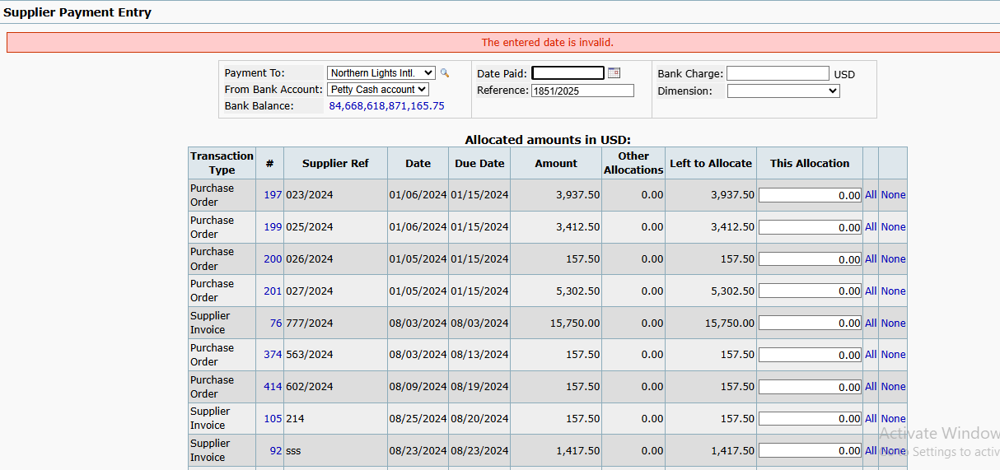 Supplier Payment Entry
The entered date is invalid.
Payment To: Northern Lights Intl. Date Paid: Bank Charge: USD
From Bank Account: Petty Cash account Reference: 1851/2025 Dimension:
Bank Balance: 84,668,618,871,165.75
Allocated amounts in USD:
Transaction Type # Supplier Ref Date Due Date Amount Other Allocations Left to Allocate This Allocation
Purchase Order 197 023/2024 01/06/2024 01/15/2024 3,937.50 0.00 3,937.50 0.00 All None
Purchase Order 199 025/2024 01/06/2024 01/15/2024 3,412.50 0.00 3,412.50 0.00 All None
Purchase Order 200 026/2024 01/05/2024 01/15/2024 157.50 0.00 157.50 0.00 All None
Purchase Order 201 027/2024 01/05/2024 01/15/2024 5,302.50 0.00 5,302.50 0.00 All None
Supplier Invoice 76 777/2024 08/03/2024 08/03/2024 15,750.00 0.00 15,750.00 0.00 All None
Purchase Order 374 563/2024 08/03/2024 08/13/2024 157.50 0.00 157.50 0.00 All None
Purchase Order 414 602/2024 08/09/2024 08/19/2024 157.50 0.00 157.50 0.00 All None
Supplier Invoice 105 214 08/25/2024 08/20/2024 157.50 0.00 157.50 0.00 All None
Supplier Invoice 92 sss 08/23/2024 08/23/2024 1,417.50 0.00 1,417.50 0.00 All None
Activate Window
to Settings to activ